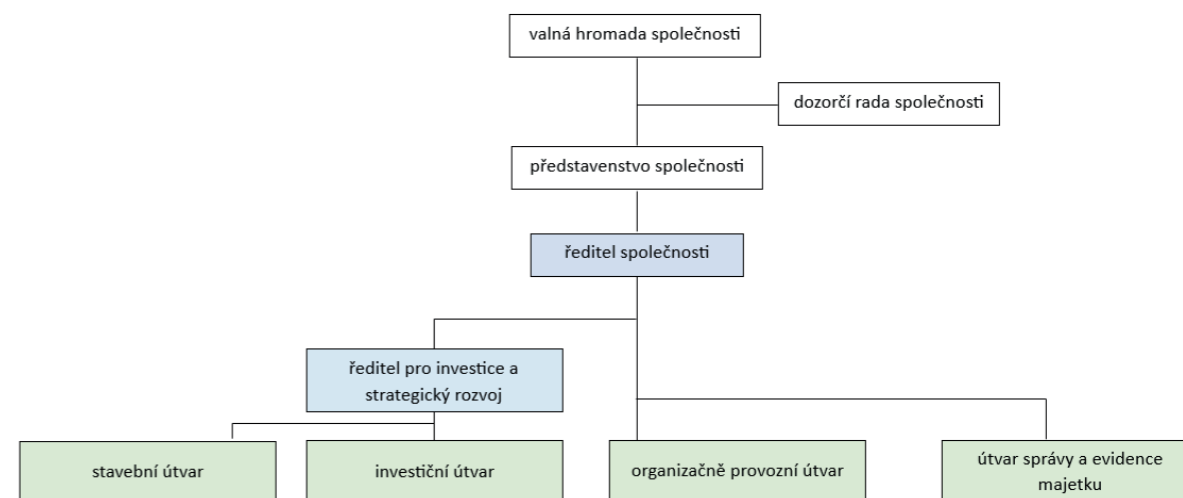 valná hromada společnosti
dozorčí rada společnosti
představenstvo společnosti
ředitel společnosti
ředitel pro investice a
strategický rozvoj
stavební útvar
investiční útvar
organizačně provozní útvar
útvar správy a evidence
majetku